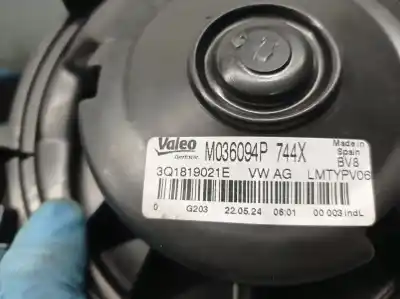 Valeo M036094P 744X Made in
Spain
BV8
3Q1819021E VW AG LMTYPV06
0 G203 22.05.24 06:01 00 003 indL